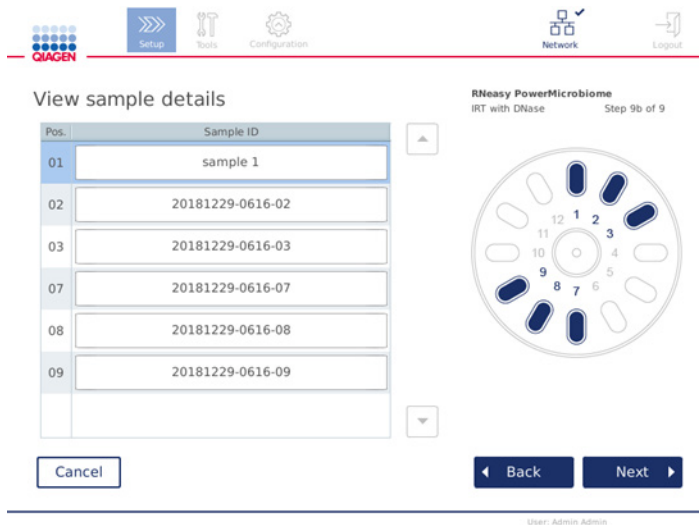 QIAGEN
Setup
Tools
Configuration
Network
Logout
View sample details
RNeasy PowerMicrobiome
IRT with DNase Step 9b of 9
Pos. Sample ID
01 sample 1
02 20181229-0616-02
03 20181229-0616-03
07 20181229-0616-07
08 20181229-0616-08
09 20181229-0616-09
1
2
3
4
5
6
7
8
9
10
11
12
Cancel
Back
Next
User: Admin Admin